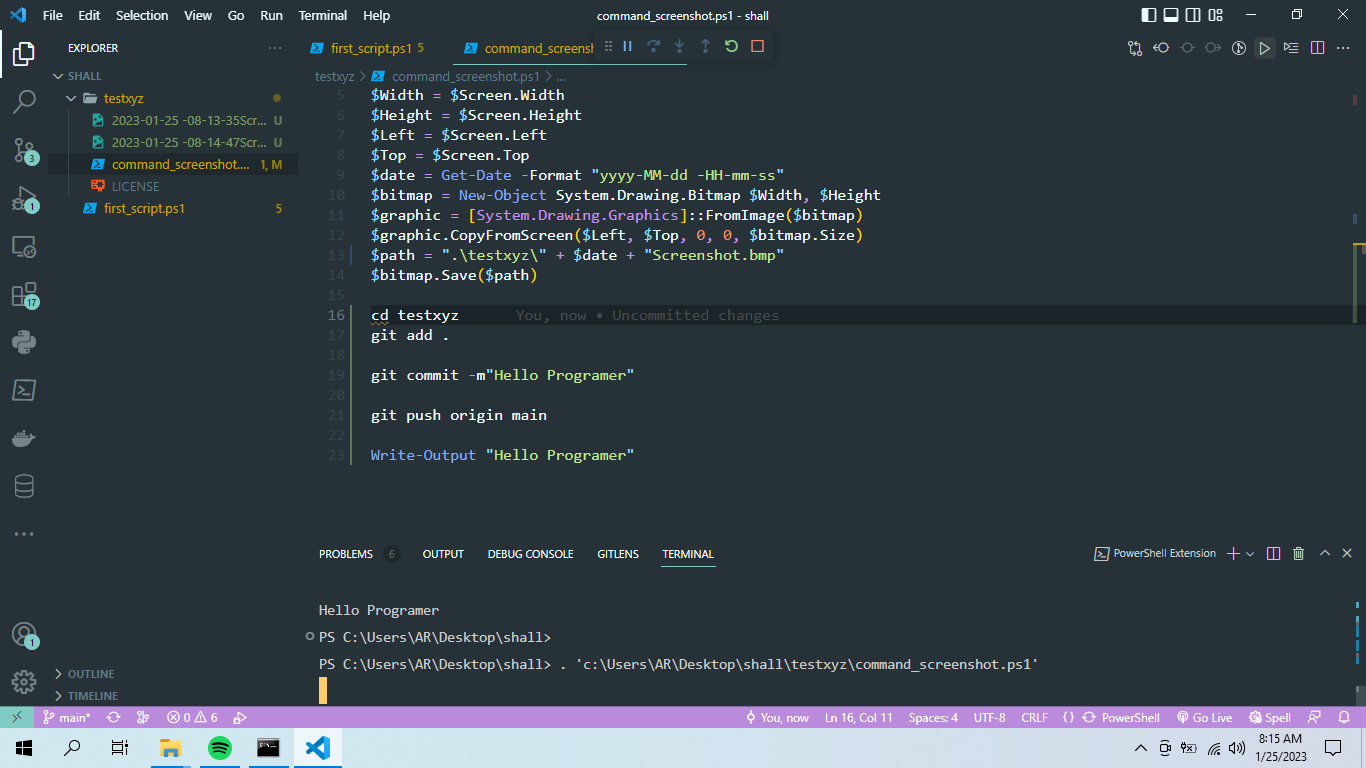 File Edit Selection View Go Run Terminal Help command_screenshot.ps1 - shall
EXPLORER ···
first_script.ps1 5 command_screensh
SHALL
testxyz > command_screenshot.ps1 > ...
testxyz
2023-01-25 -08-13-35Scr... U
2023-01-25 -08-14-47Scr... U
command_screenshot.... 1, M
LICENSE
first_script.ps1 5
3
1
17
1
5 $Width = $Screen.Width
6 $Height = $Screen.Height
7 $Left = $Screen.Left
8 $Top = $Screen.Top
9 $date = Get-Date -Format "yyyy-MM-dd -HH-mm-ss"
10 $bitmap = New-Object System.Drawing.Bitmap $Width, $Height
11 $graphic = [System.Drawing.Graphics]::FromImage($bitmap)
12 $graphic.CopyFromScreen($Left, $Top, 0, 0, $bitmap.Size)
13 $path = ".\testxyz\" + $date + "Screenshot.bmp"
14 $bitmap.Save($path)
15
16 cd testxyz You, now • Uncommitted changes
17 git add .
18
19 git commit -m"Hello Programer"
20
21 git push origin main
22
23 Write-Output "Hello Programer"
PROBLEMS 6 OUTPUT DEBUG CONSOLE GITLENS TERMINAL PowerShell Extension
Hello Programer
PS C:\Users\AR\Desktop\shall>
PS C:\Users\AR\Desktop\shall> . 'c:\Users\AR\Desktop\shall\testxyz\command_screenshot.ps1'
OUTLINE
TIMELINE
main* 0 6 You, now Ln 16, Col 11 Spaces: 4 UTF-8 CRLF {} PowerShell Go Live Spell
8:15 AM
1/25/2023